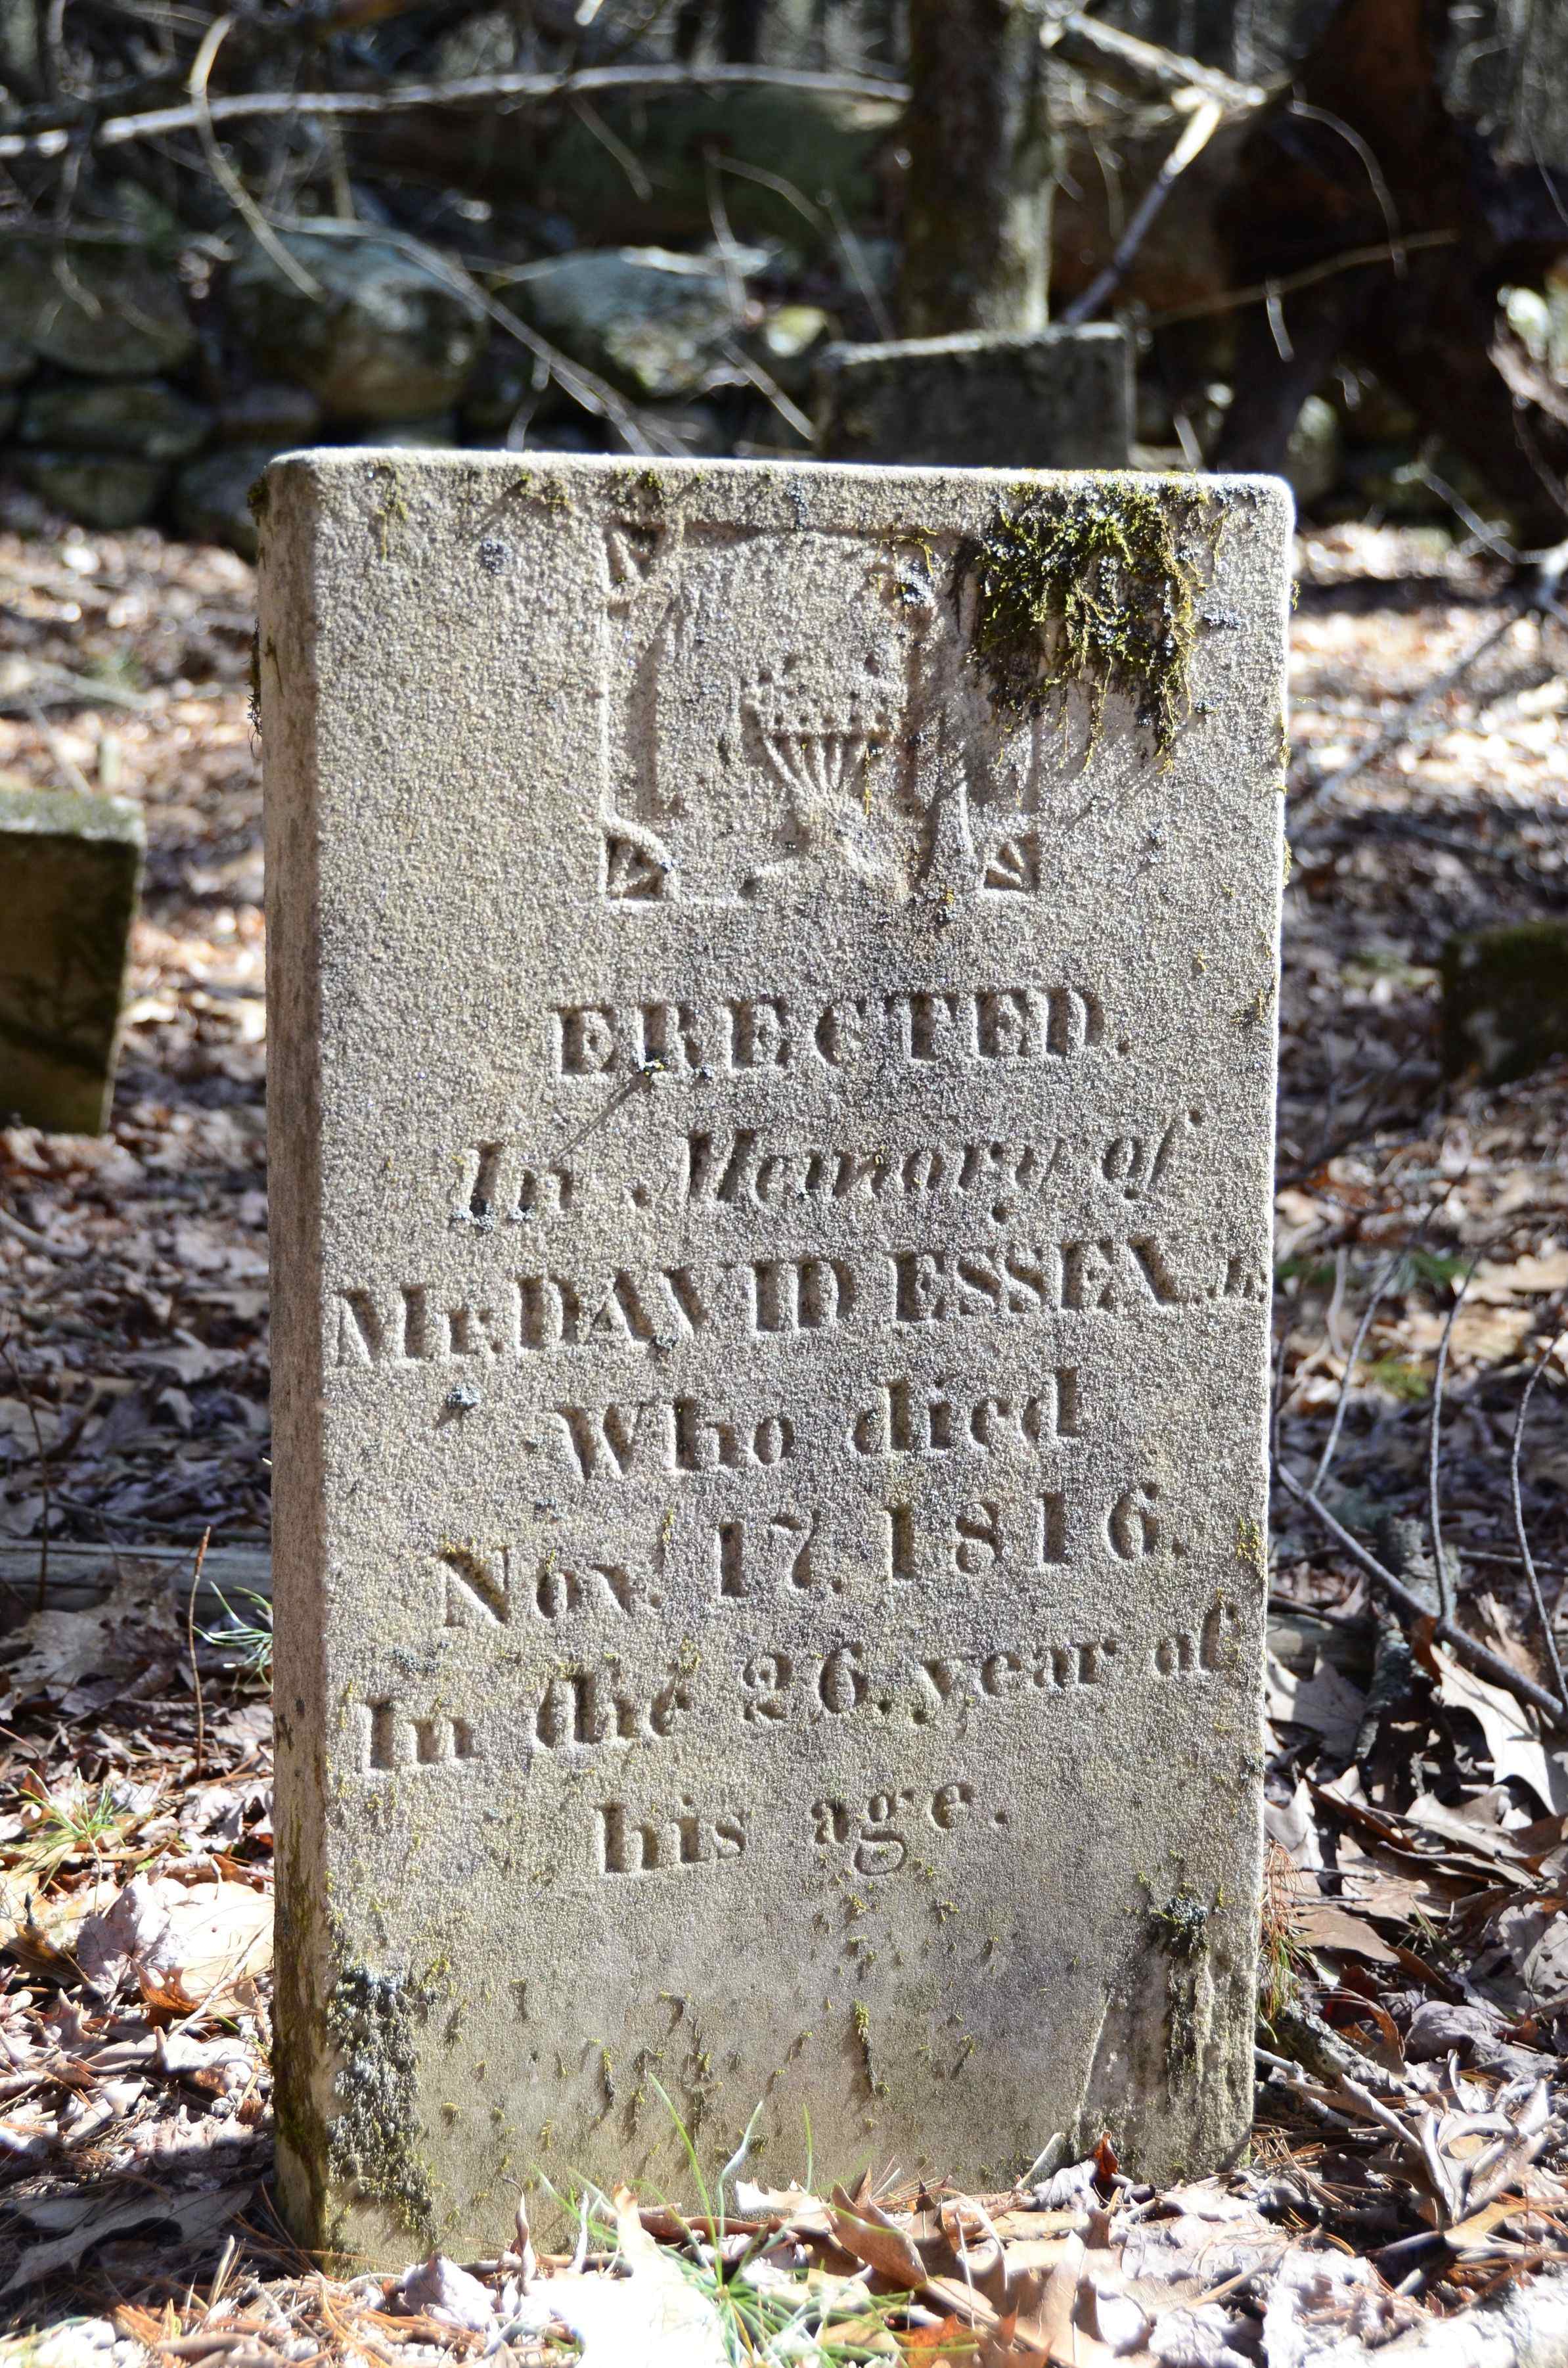 ERECTED.
In Memory of
Mr. DAVID ESSEX. Jr.
Who died
Nov. 17, 1816.
In the 26, year of
his age.